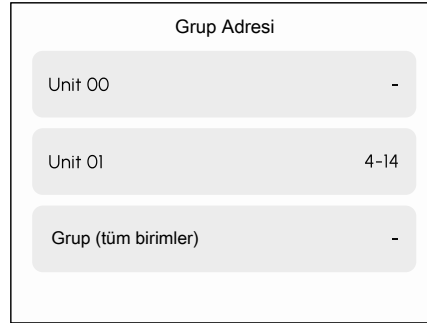 Grup Adresi
Unit 00 -
Unit 01 4-14
Grup (tüm birimler) -